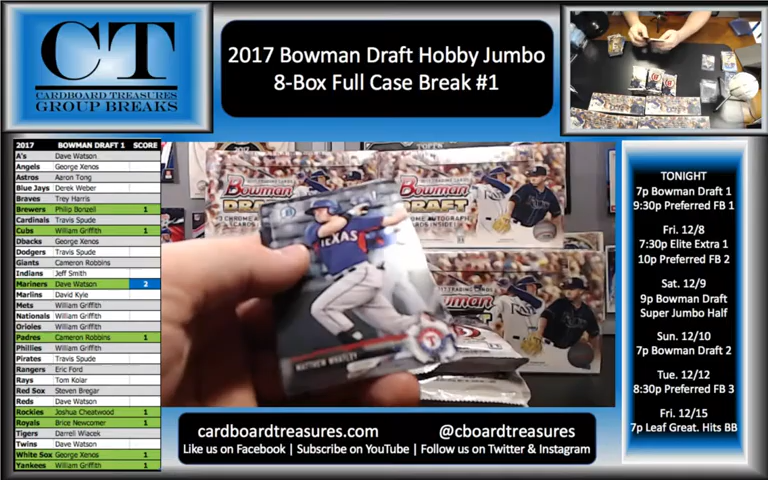 CT
CARDBOARD TREASURES
GROUP BREAKS
2017 Bowman Draft Hobby Jumbo
8-Box Full Case Break #1
2017 BOWMAN DRAFT 1 SCORE
A's Dave Watson
Angels George Xenos
Astros Aaron Tong
Blue Jays Derek Weber
Braves Trey Harris
Brewers Philip Bonzell 1
Cardinals Travis Spude
Cubs William Griffith 1
Dbacks George Xenos
Dodgers Travis Spude
Giants Cameron Robbins
Indians Jeff Smith
Mariners Dave Watson 2
Marlins David Kyle
Mets William Griffith
Nationals William Griffith
Orioles William Griffith
Padres Cameron Robbins 1
Phillies William Griffith
Pirates Travis Spude
Rangers Eric Ford
Rays Tom Kolar
Red Sox Steven Bregar
Reds Dave Watson
Rockies Joshua Cheatwood 1
Royals Brice Newcomer 1
Tigers Darrell Wiacek
Twins Dave Watson
White Sox George Xenos 1
Yankees William Griffith 1
TOPPS
Bowman
DRAFT
Bowman
DRAFT
TEXAS
MATTHEW WHATLEY
TONIGHT
7p Bowman Draft 1
9:30p Preferred FB 1
Fri. 12/8
7:30p Elite Extra 1
10p Preferred FB 2
Sat. 12/9
9p Bowman Draft
Super Jumbo Half
Sun. 12/10
7p Bowman Draft 2
Tue. 12/12
8:30p Preferred FB 3
Fri. 12/15
7p Leaf Great. Hits BB
cardboardtreasures.com @cboardtreasures
Like us on Facebook | Subscribe on YouTube | Follow us on Twitter & Instagram